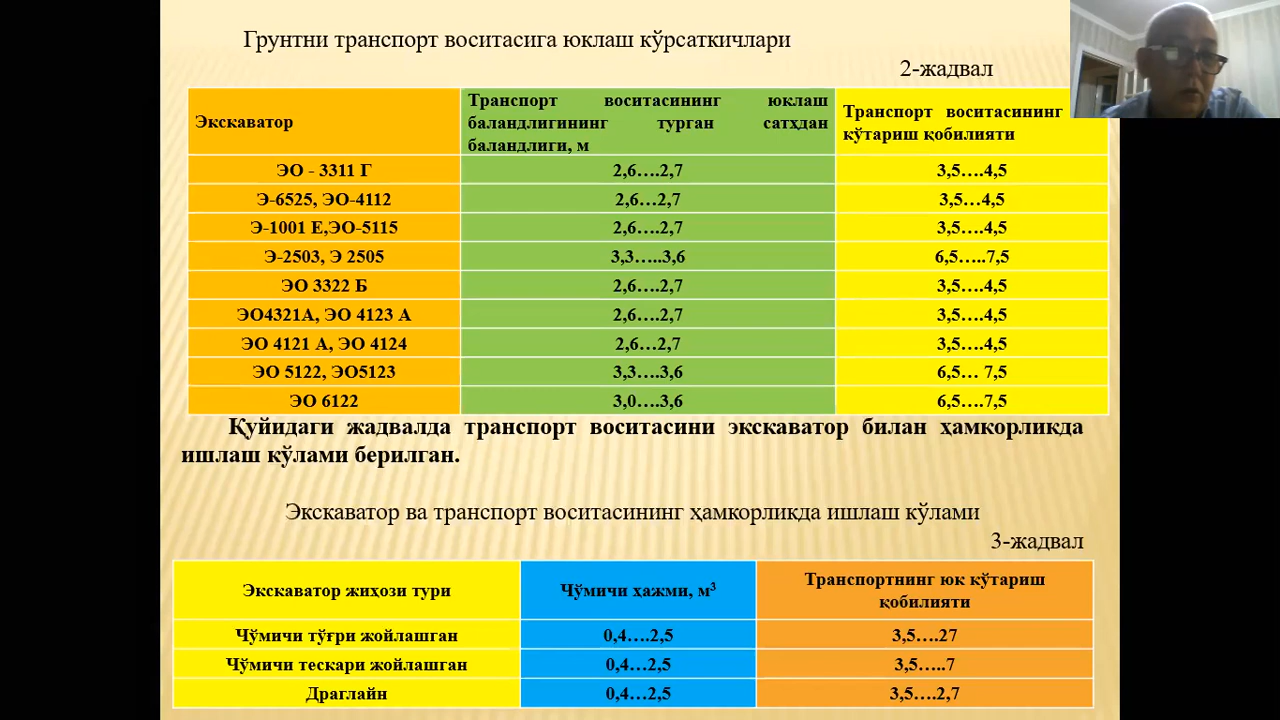 Грунтни транспорт воситасига юклаш кўрсаткичлари
2-жадвал
Экскаватор
Транспорт воситасининг юклаш
баландлигининг турган сатҳдан
баландлиги, м
Транспорт воситасининг
кўтариш қобилияти
ЭО - 3311 Г 2,6….2,7 3,5….4,5
Э-6525, ЭО-4112 2,6…2,7 3,5…4,5
Э-1001 Е,ЭО-5115 2,6….2,7 3,5….4,5
Э-2503, Э 2505 3,3…..3,6 6,5…..7,5
ЭО 3322 Б 2,6….2,7 3,5….4,5
ЭО4321А, ЭО 4123 А 2,6….2,7 3,5….4,5
ЭО 4121 А, ЭО 4124 2,6…2,7 3,5….4,5
ЭО 5122, ЭО5123 3,3….3,6 6,5… 7,5
ЭО 6122 3,0….3,6 6,5….7,5
Қуйидаги жадвалда транспорт воситасини экскаватор билан ҳамкорликда
ишлаш кўлами берилган.
Экскаватор ва транспорт воситасининг ҳамкорликда ишлаш кўлами
3-жадвал
Экскаватор жиҳози тури
Чўмичи ҳажми, м³
Транспортнинг юк кўтариш
қобилияти
Чўмичи тўғри жойлашган 0,4….2,5 3,5….27
Чўмичи тескари жойлашган 0,4…2,5 3,5…..7
Драглайн 0,4…2,5 3,5….2,7